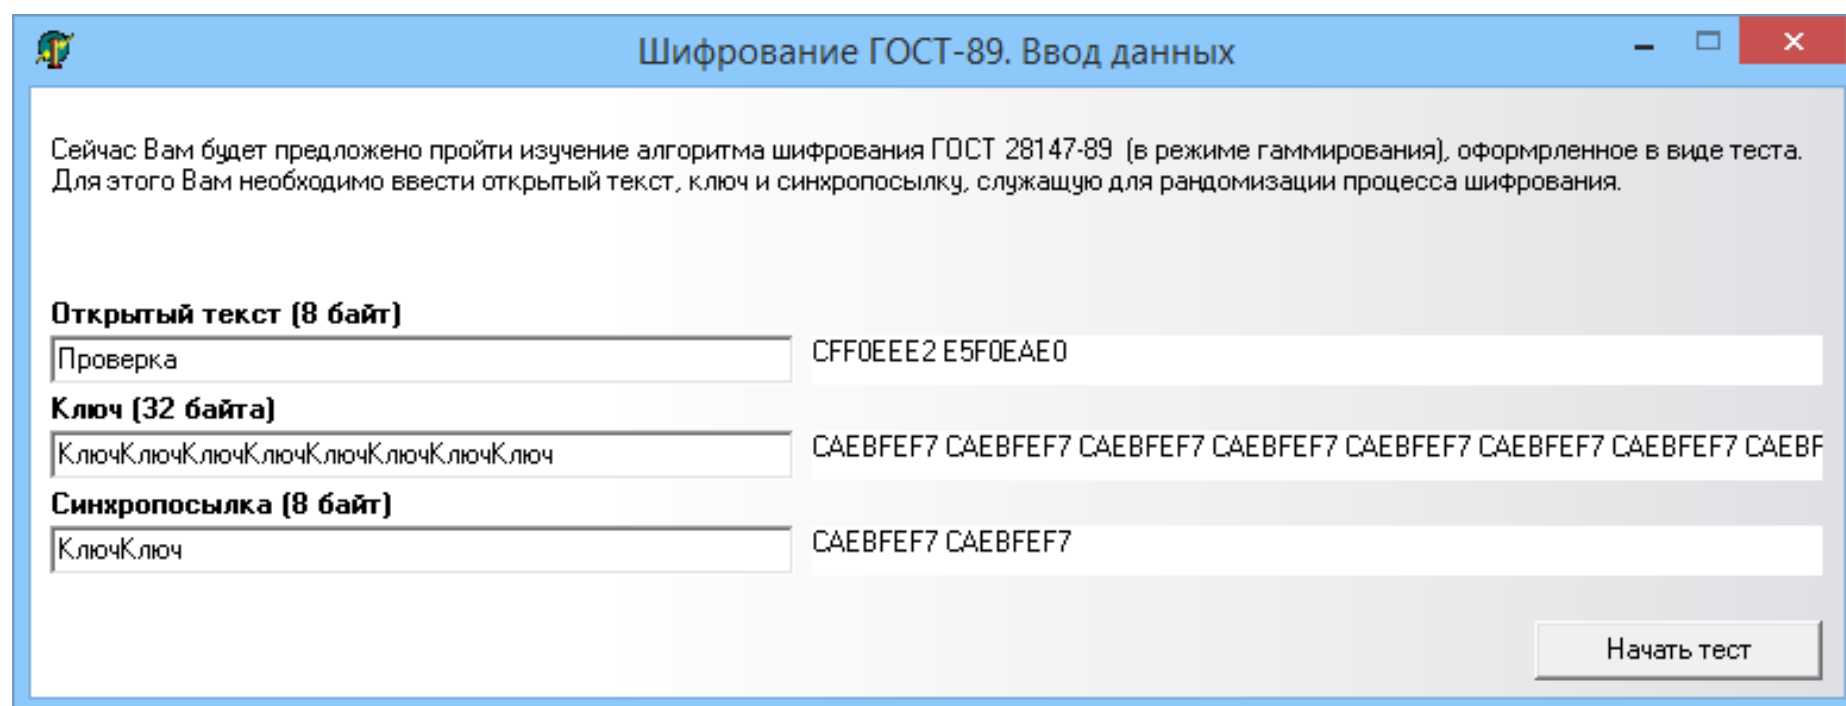 Шифрование ГОСТ-89. Ввод данных
Сейчас Вам будет предложено пройти изучение алгоритма шифрования ГОСТ 28147-89 (в режиме гаммирования), оформрленное в виде теста.
Для этого Вам необходимо ввести открытый текст, ключ и синхропосылку, служащую для рандомизации процесса шифрования.
Открытый текст (8 байт)
Проверка CFF0EEE2 E5F0EAE0
Ключ (32 байта)
КлючКлючКлючКлючКлючКлючКлючКлюч CAEBFEF7 CAEBFEF7 CAEBFEF7 CAEBFEF7 CAEBFEF7 CAEBFEF7 CAEBFEF7 CAEBF
Синхропосылка (8 байт)
КлючКлюч CAEBFEF7 CAEBFEF7
Начать тест